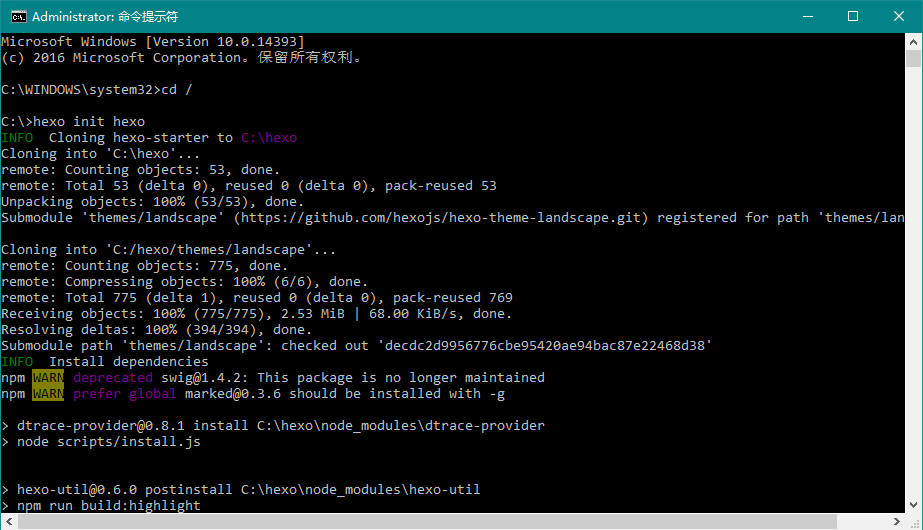 Administrator: 命令提示符
Microsoft Windows [Version 10.0.14393]
(c) 2016 Microsoft Corporation。保留所有权利。
C:\WINDOWS\system32>cd /
C:\>hexo init hexo
INFO  Cloning hexo-starter to C:\hexo
Cloning into 'C:\hexo'...
remote: Counting objects: 53, done.
remote: Total 53 (delta 0), reused 0 (delta 0), pack-reused 53
Unpacking objects: 100% (53/53), done.
Submodule 'themes/landscape' (https://github.com/hexojs/hexo-theme-landscape.git) registered for path 'themes/lan
Cloning into 'C:/hexo/themes/landscape'...
remote: Counting objects: 775, done.
remote: Compressing objects: 100% (6/6), done.
remote: Total 775 (delta 1), reused 0 (delta 0), pack-reused 769
Receiving objects: 100% (775/775), 2.53 MiB | 68.00 KiB/s, done.
Resolving deltas: 100% (394/394), done.
Submodule path 'themes/landscape': checked out 'decdc2d9956776cbe95420ae94bac87e22468d38'
INFO  Install dependencies
npm WARN deprecated swig@1.4.2: This package is no longer maintained
npm WARN prefer global marked@0.3.6 should be installed with -g
> dtrace-provider@0.8.1 install C:\hexo\node_modules\dtrace-provider
> node scripts/install.js
> hexo-util@0.6.0 postinstall C:\hexo\node_modules\hexo-util
> npm run build:highlight